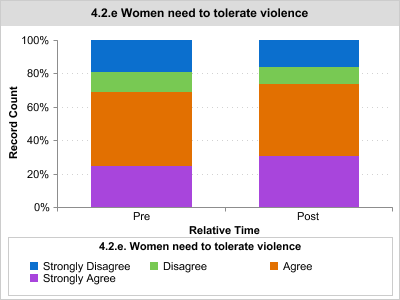 4.2.e Women need to tolerate violence
100%
80%
60%
40%
20%
0%
Record Count
Pre
Post
Relative Time
4.2.e. Women need to tolerate violence
Strongly Disagree
Disagree
Agree
Strongly Agree